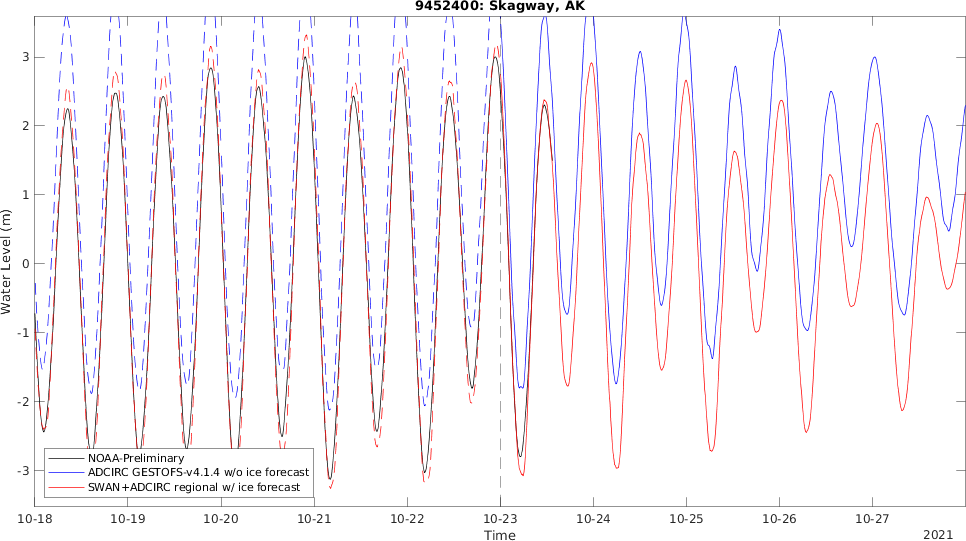 9452400: Skagway, AK
Water Level (m)
3
2
1
0
-1
-2
-3
NOAA-Preliminary
ADCIRC GESTOFS-v4.1.4 w/o ice forecast
SWAN+ADCIRC regional w/ ice forecast
10-18 10-19 10-20 10-21 10-22 10-23 10-24 10-25 10-26 10-27
Time
2021